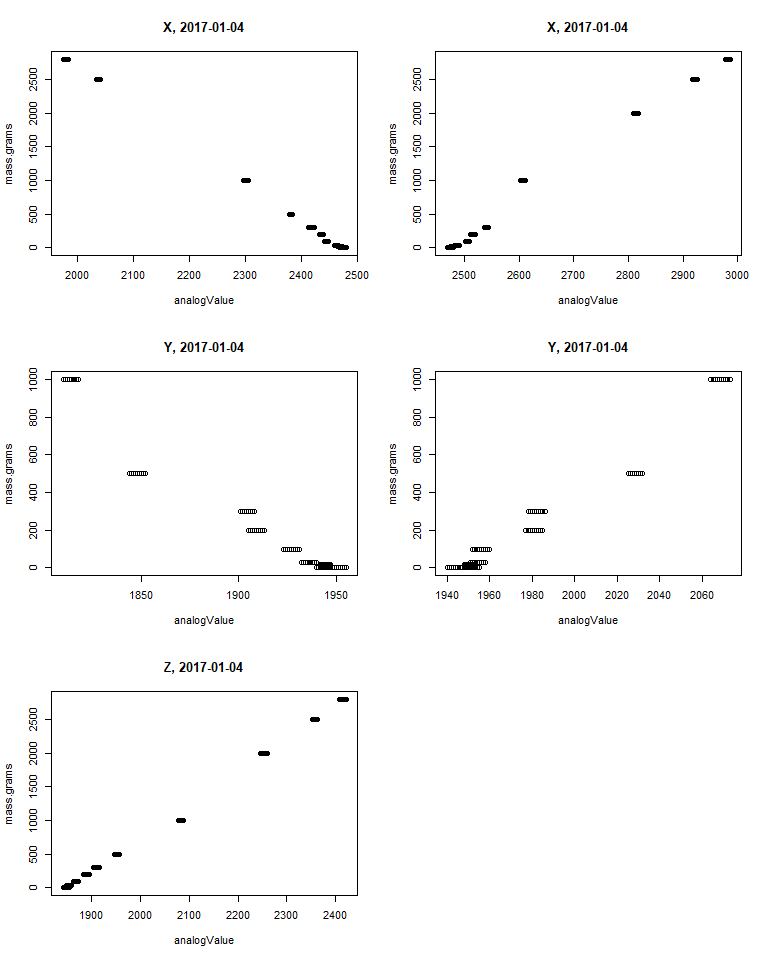 X, 2017-01-04
mass.grams
0 500 1000 1500 2000 2500
2000 2100 2200 2300 2400 2500
analogValue
X, 2017-01-04
mass.grams
0 500 1000 1500 2000 2500
2500 2600 2700 2800 2900 3000
analogValue
Y, 2017-01-04
mass.grams
0 200 400 600 800 1000
1850 1900 1950
analogValue
Y, 2017-01-04
mass.grams
0 200 400 600 800 1000
1940 1960 1980 2000 2020 2040 2060
analogValue
Z, 2017-01-04
mass.grams
0 500 1000 1500 2000 2500
1900 2000 2100 2200 2300 2400
analogValue